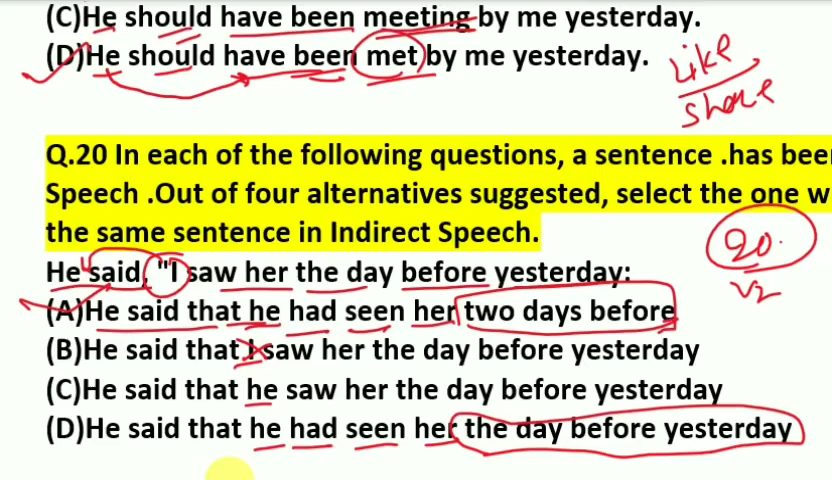 (C)He should have been meeting by me yesterday.
(D)He should have been met by me yesterday.
Like
Share
Q.20 In each of the following questions, a sentence .has bee
Speech .Out of four alternatives suggested, select the one w
the same sentence in Indirect Speech.
20.
He said, "I saw her the day before yesterday:
(A)He said that he had seen her two days before
(B)He said that I saw her the day before yesterday
(C)He said that he saw her the day before yesterday
(D)He said that he had seen her the day before yesterday